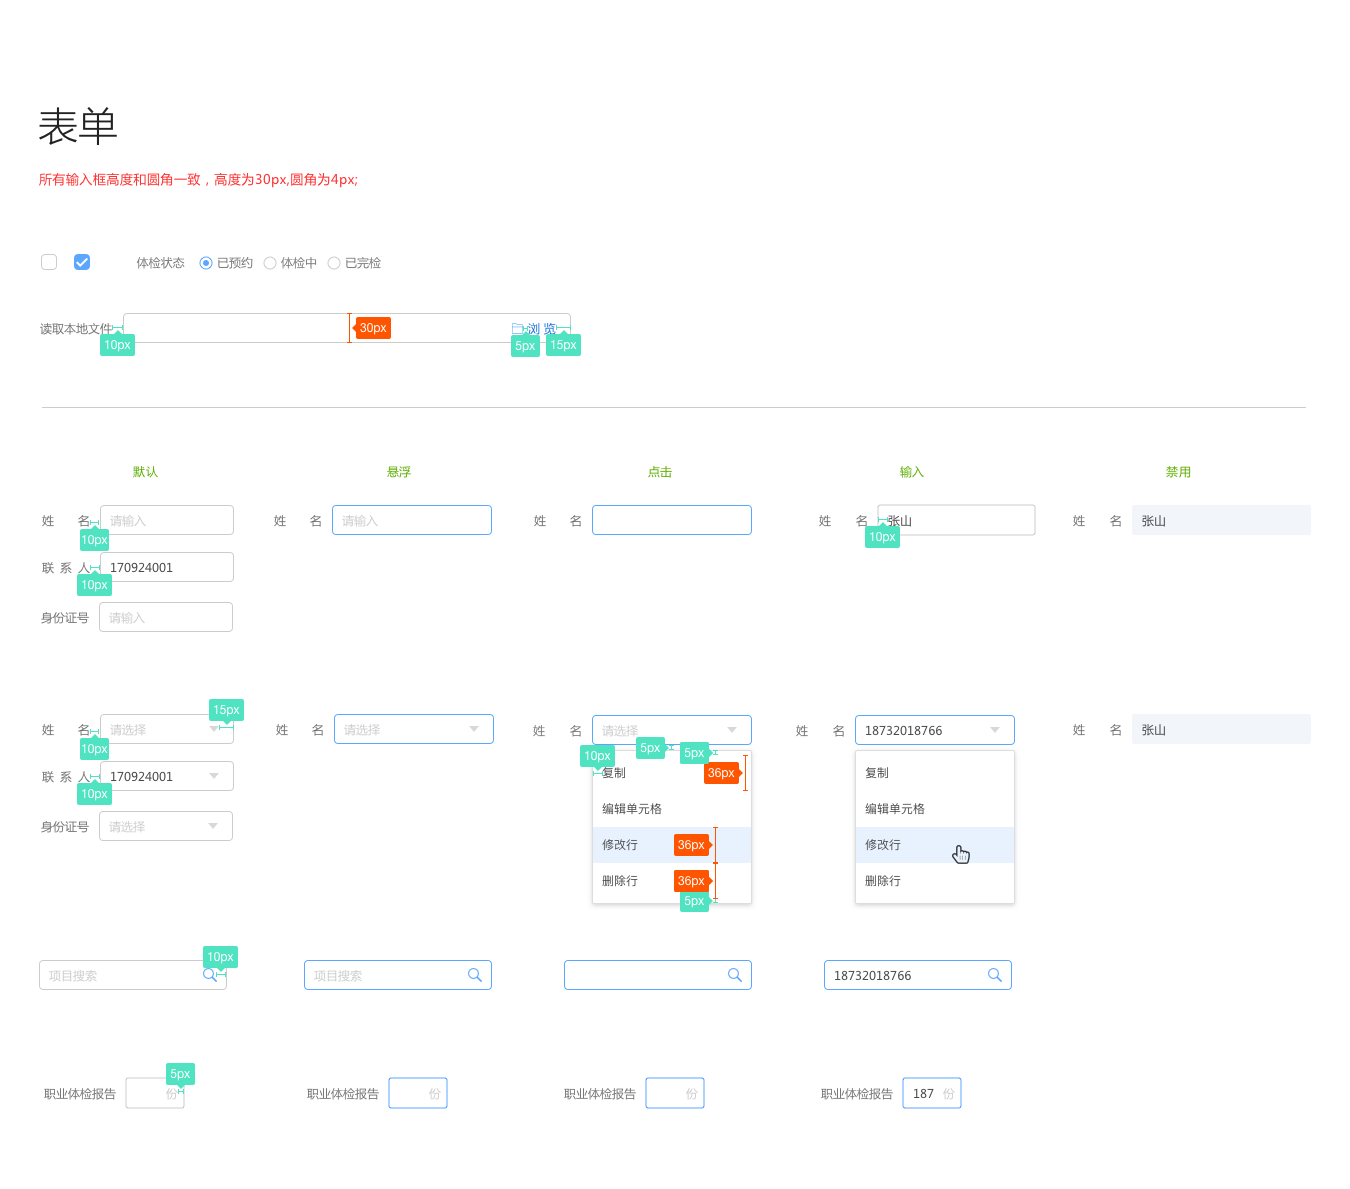 表单
所有输入框高度和圆角一致，高度为30px,圆角为4px;
体检状态 已预约 体检中 已完检
读取本地文件 30px 浏 览
10px 5px 15px
默认 悬浮 点击 输入 禁用
姓 名 请输入 姓 名 请输入 姓 名 姓 名 张山 姓 名 张山
10px 10px
联 系 人 170924001
10px
身份证号 请输入
15px
姓 名 请选择 姓 名 请选择 姓 名 请选择 姓 名 18732018766 姓 名 张山
10px 10px 5px 5px
联 系 人 170924001 复制 36px 复制
10px
编辑单元格 编辑单元格
身份证号 请选择
修改行 36px 修改行
删除行 36px 删除行
5px
10px
项目搜索 项目搜索 18732018766
5px
职业体检报告 份 职业体检报告 份 职业体检报告 份 职业体检报告 187 份